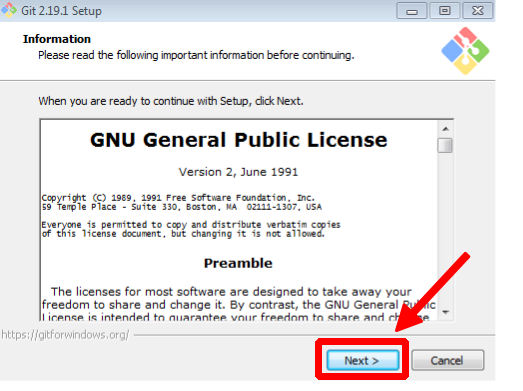 Git 2.19.1 Setup
Information
Please read the following important information before continuing.
When you are ready to continue with Setup, click Next.
GNU General Public License
Version 2, June 1991
Copyright (C) 1989, 1991 Free Software Foundation, Inc.
59 Temple Place - Suite 330, Boston, MA  02111-1307, USA
Everyone is permitted to copy and distribute verbatim copies
of this license document, but changing it is not allowed.
Preamble
The licenses for most software are designed to take away your
freedom to share and change it. By contrast, the GNU General Public
License is intended to guarantee your freedom to share and change
https://gitforwindows.org/
Next >
Cancel